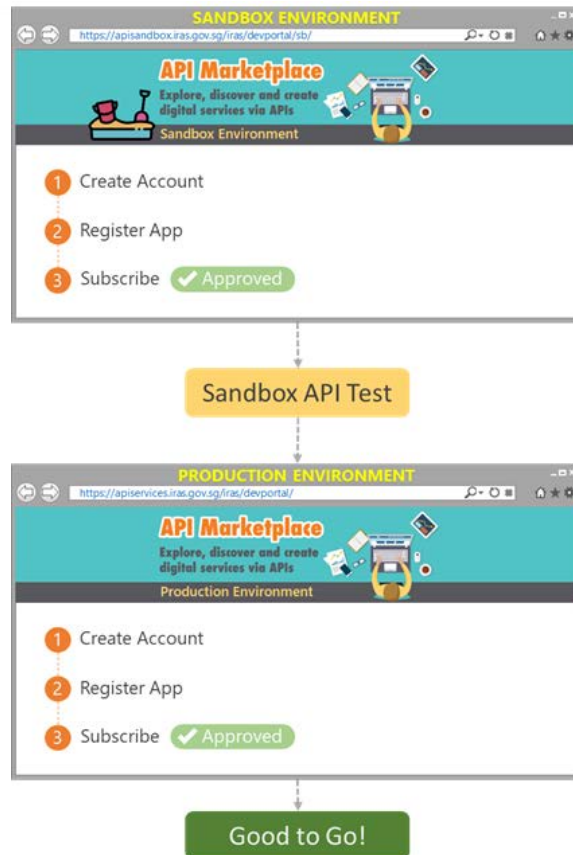 SANDBOX ENVIRONMENT
https://apisandbox.iras.gov.sg/iras/devportal/sb/
API Marketplace
Explore, discover and create
digital services via APIs
Sandbox Environment
1 Create Account
2 Register App
3 Subscribe Approved
Sandbox API Test
PRODUCTION ENVIRONMENT
https://apiservices.iras.gov.sg/iras/devportal/
API Marketplace
Explore, discover and create
digital services via APIs
Production Environment
1 Create Account
2 Register App
3 Subscribe Approved
Good to Go!